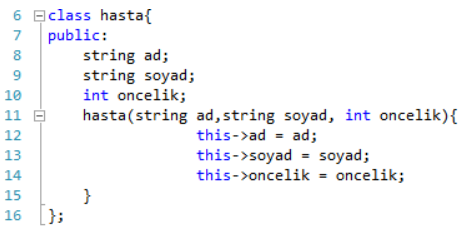 6 class hasta{
7 public:
8 string ad;
9 string soyad;
10 int oncelik;
11 hasta(string ad,string soyad, int oncelik){
12 this->ad = ad;
13 this->soyad = soyad;
14 this->oncelik = oncelik;
15 }
16 };